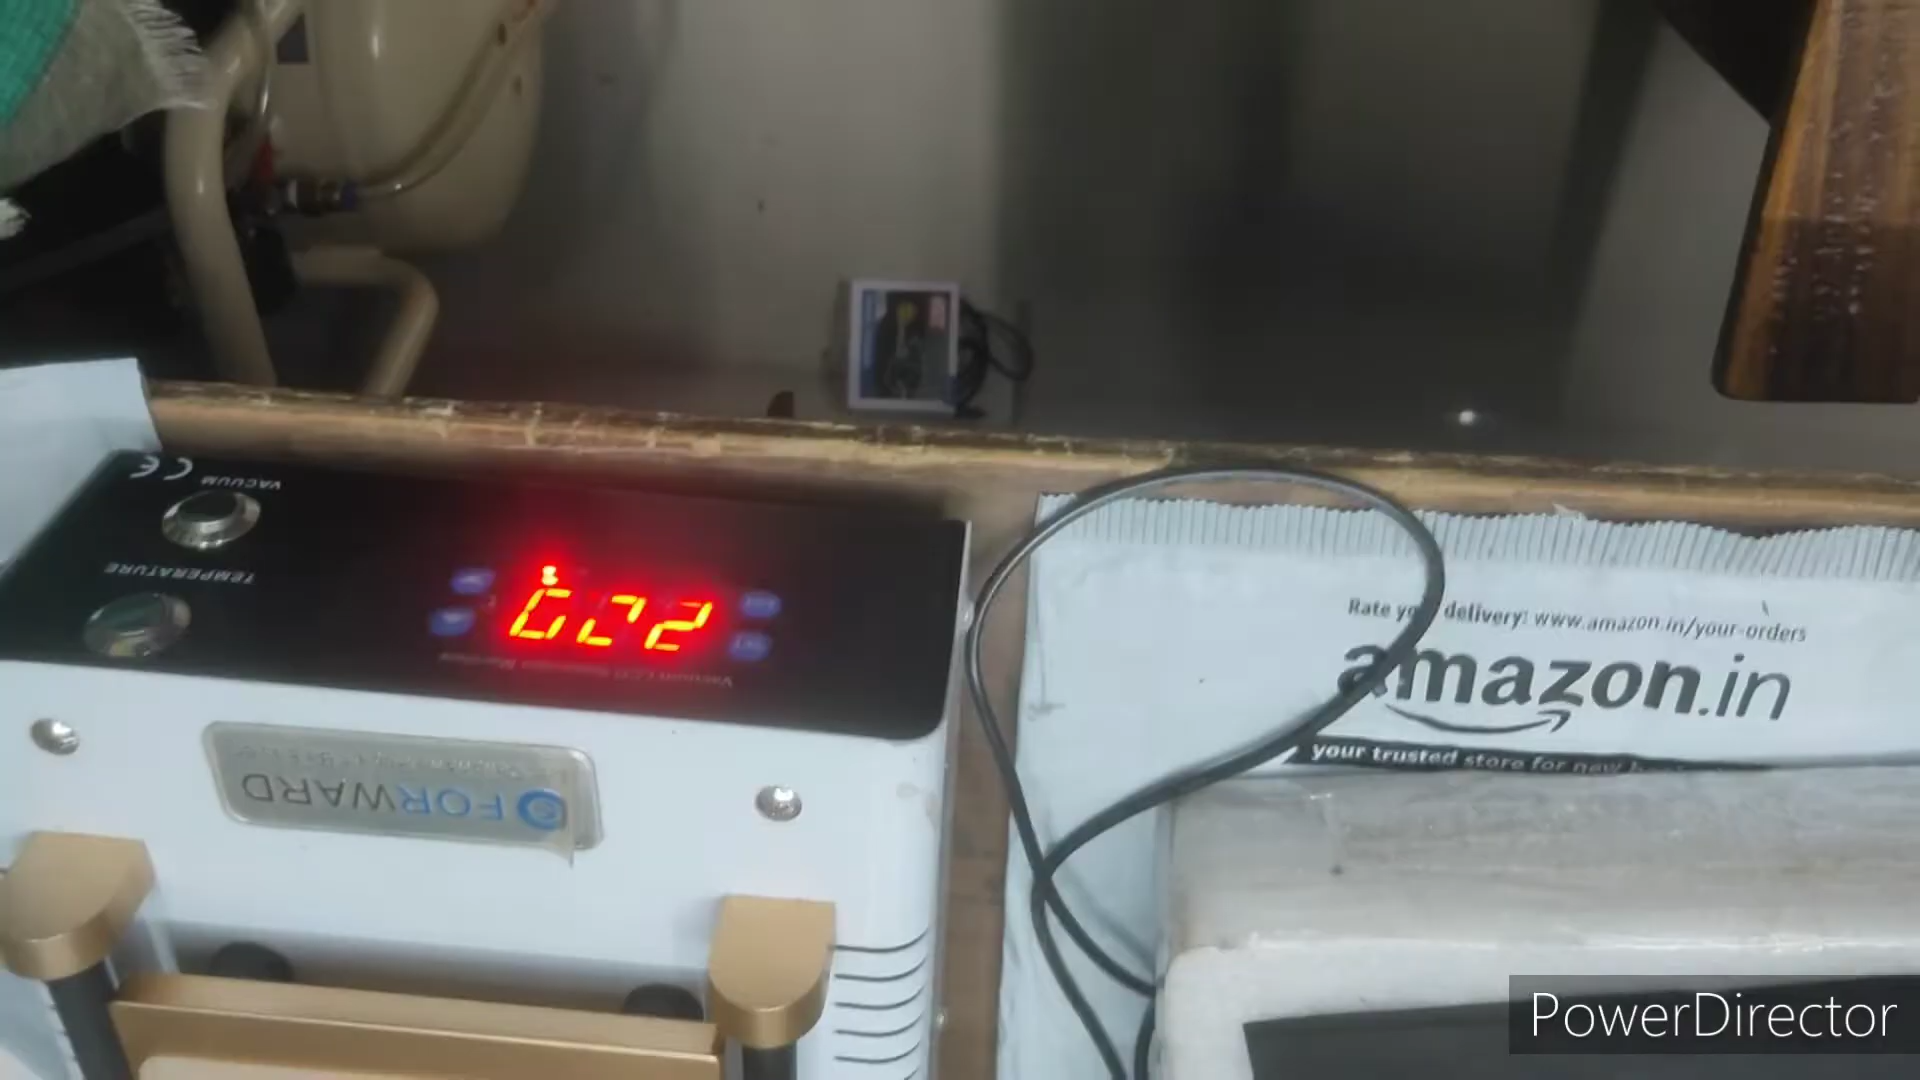 CE
VACUUM
TEMPERATURE
FORWARD
Rate your delivery: www.amazon.in/your-orders
amazon.in
your trusted store for new
PowerDirector